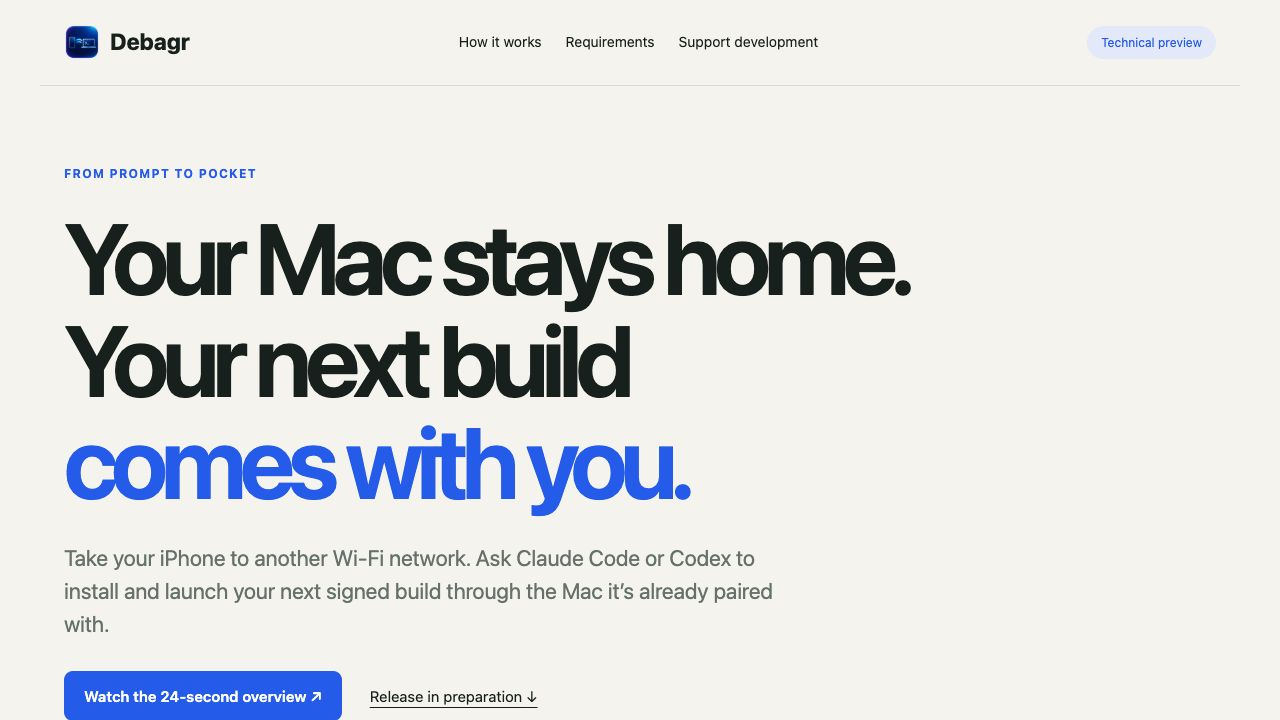 Debagr
How it works
Requirements
Support development
Technical preview
FROM PROMPT TO POCKET
Your Mac stays home.
Your next build
comes with you.
Take your iPhone to another Wi-Fi network. Ask Claude Code or Codex to
install and launch your next signed build through the Mac it’s already paired
with.
Watch the 24-second overview ↗
Release in preparation ↓